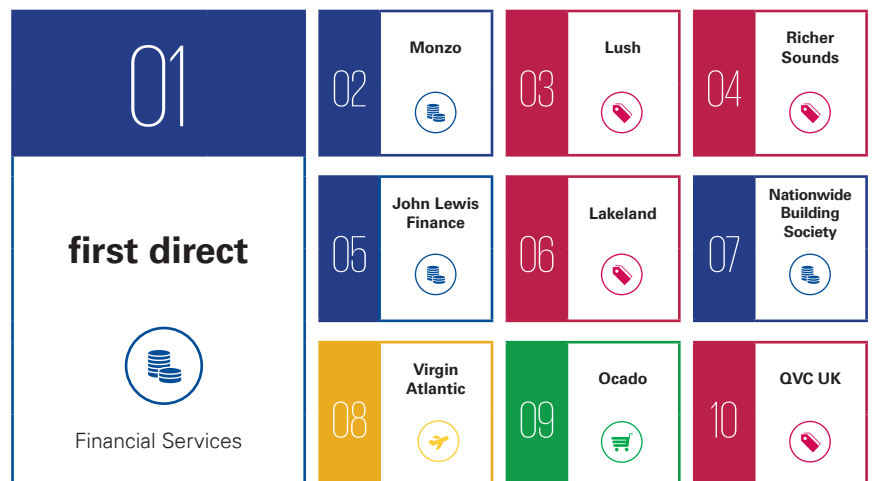 01
first direct
Financial Services
02
Monzo
03
Lush
04
Richer
Sounds
05
John Lewis
Finance
06
Lakeland
07
Nationwide
Building
Society
08
Virgin
Atlantic
09
Ocado
10
QVC UK